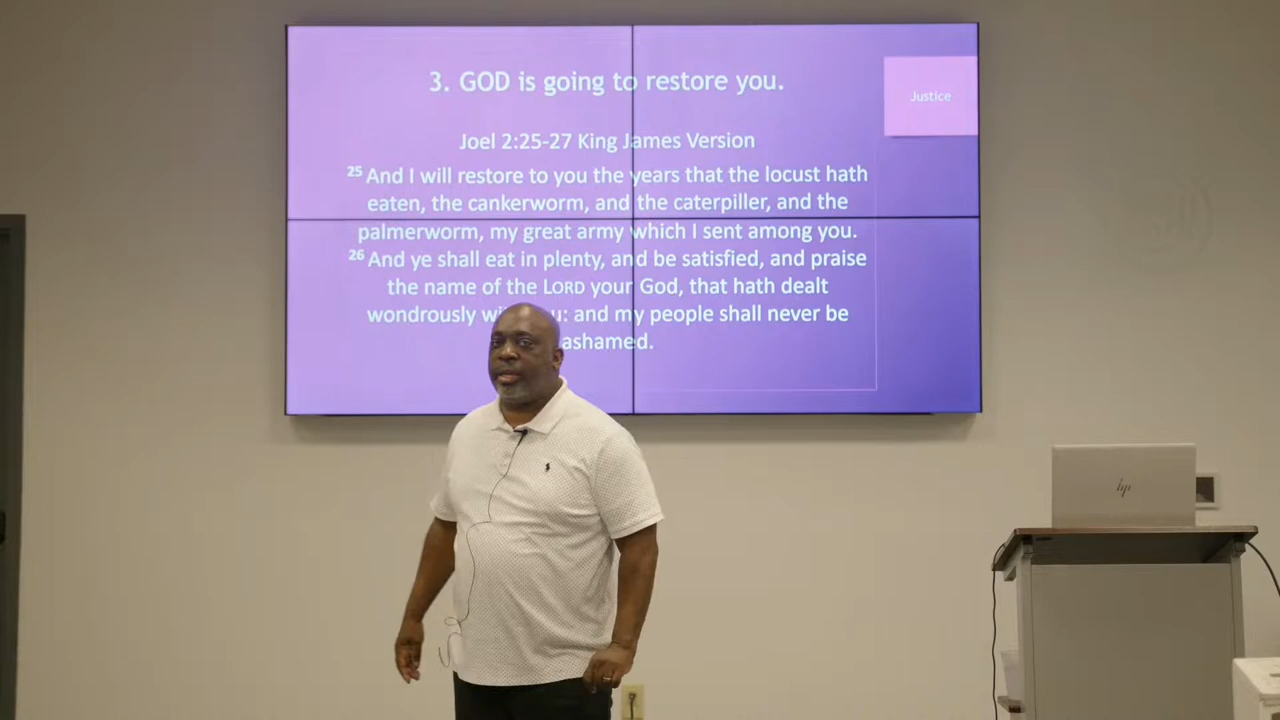 3. GOD is going to restore you.
Justice
Joel 2:25-27 King James Version
25 And I will restore to you the years that the locust hath
eaten, the cankerworm, and the caterpiller, and the
palmerworm, my great army which I sent among you.
26 And ye shall eat in plenty, and be satisfied, and praise
the name of the LORD your God, that hath dealt
wondrously and my people shall never be
ashamed.
hp